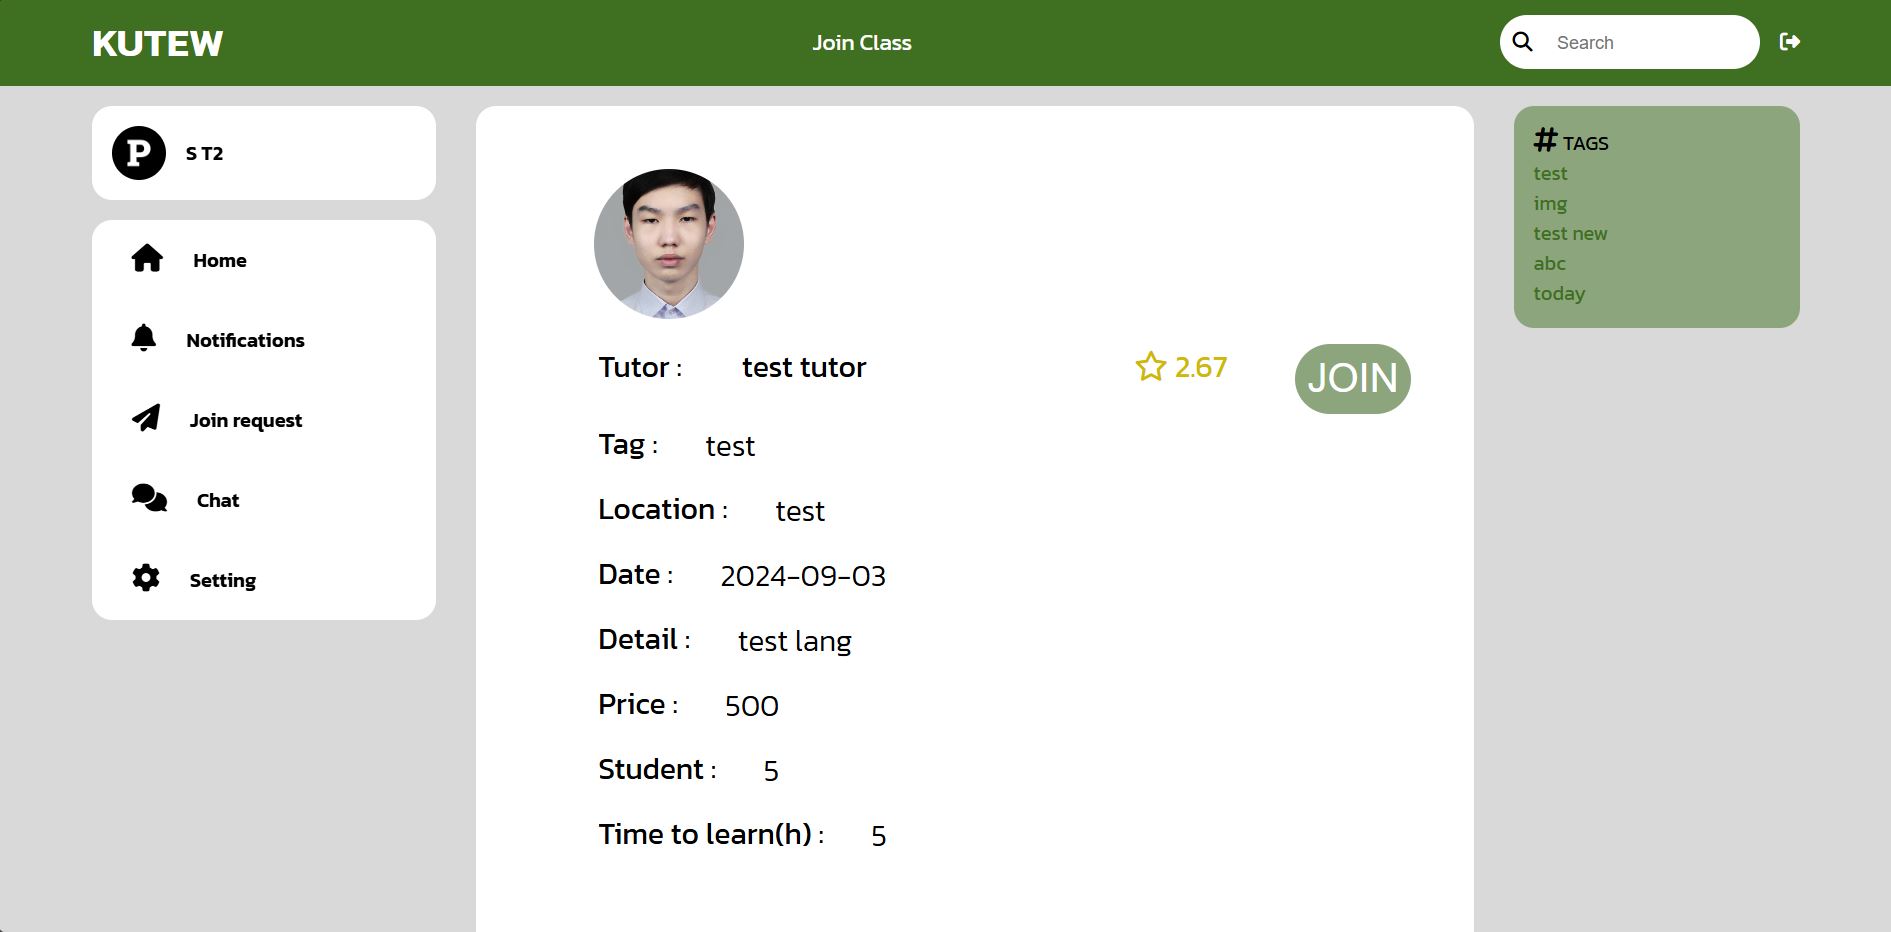 KUTEW
Join Class
Search
P
S T2
Home
Notifications
Join request
Chat
Setting
Tutor : test tutor
2.67
JOIN
Tag : test
Location : test
Date : 2024-09-03
Detail : test lang
Price : 500
Student : 5
Time to learn(h) : 5
# TAGS
test
img
test new
abc
today